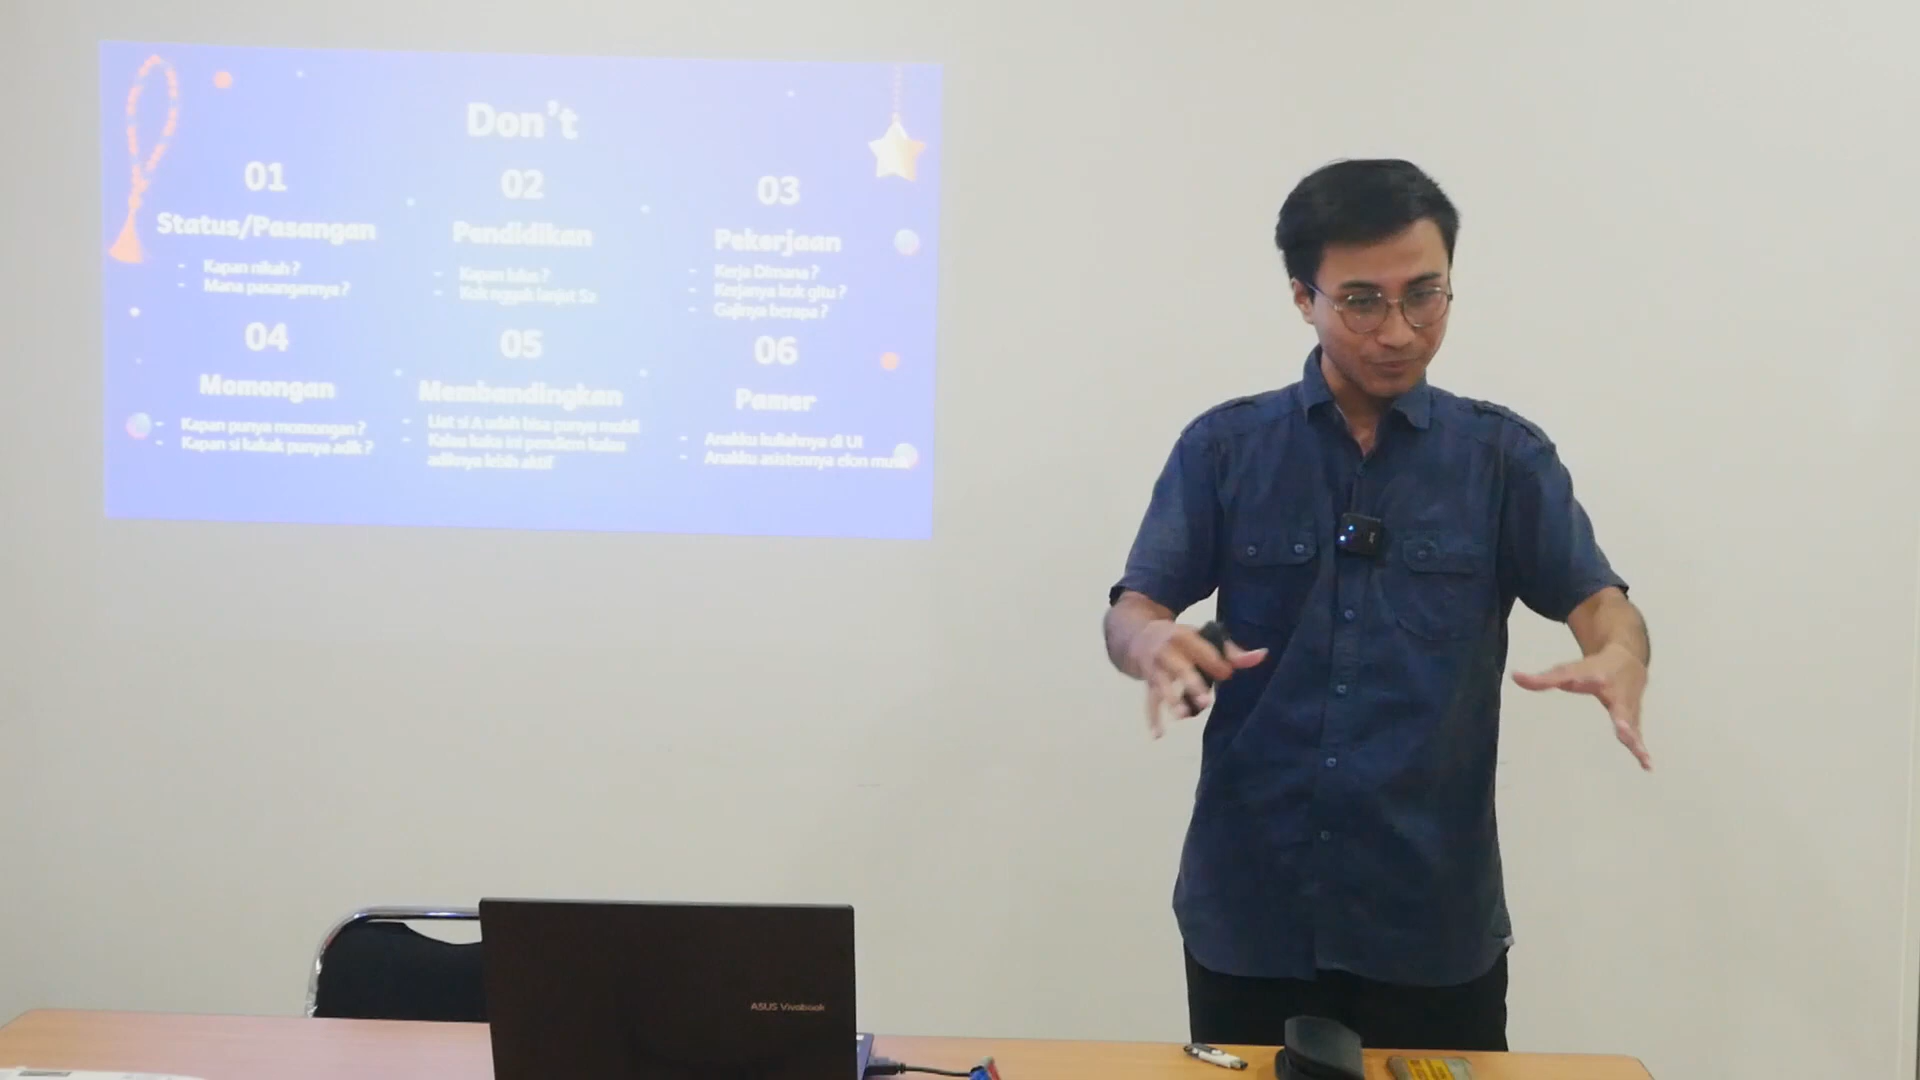 Don't
01
Status/Pasangan
- Kapan nikah ?
- Mana pasangannya ?
02
Pendidikan
- Kapan lulus ?
- Kok nggak lanjut S2
03
Pekerjaan
- Kerja Dimana ?
- Kerjanya kok gitu ?
- Gajinya berapa ?
04
Momongan
- Kapan punya momongan ?
- Kapan si kakak punya adik ?
05
Membandingkan
- Liat si A udah bisa punya mobil
- Kalau kaka ini pendiem kalau
adiknya lebih aktif
06
Pamer
- Anakku kuliahnya di UI
- Anakku asistennya elon musk
ASUS Vivobook